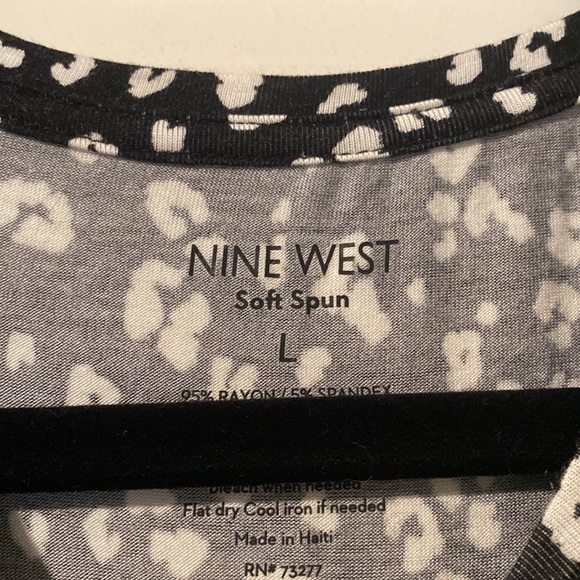 NINE WEST
Soft Spun
L
95% RAYON / 5% SPANDEX
Bleach when needed
Flat dry Cool iron if needed
Made in Haiti
RN# 73277